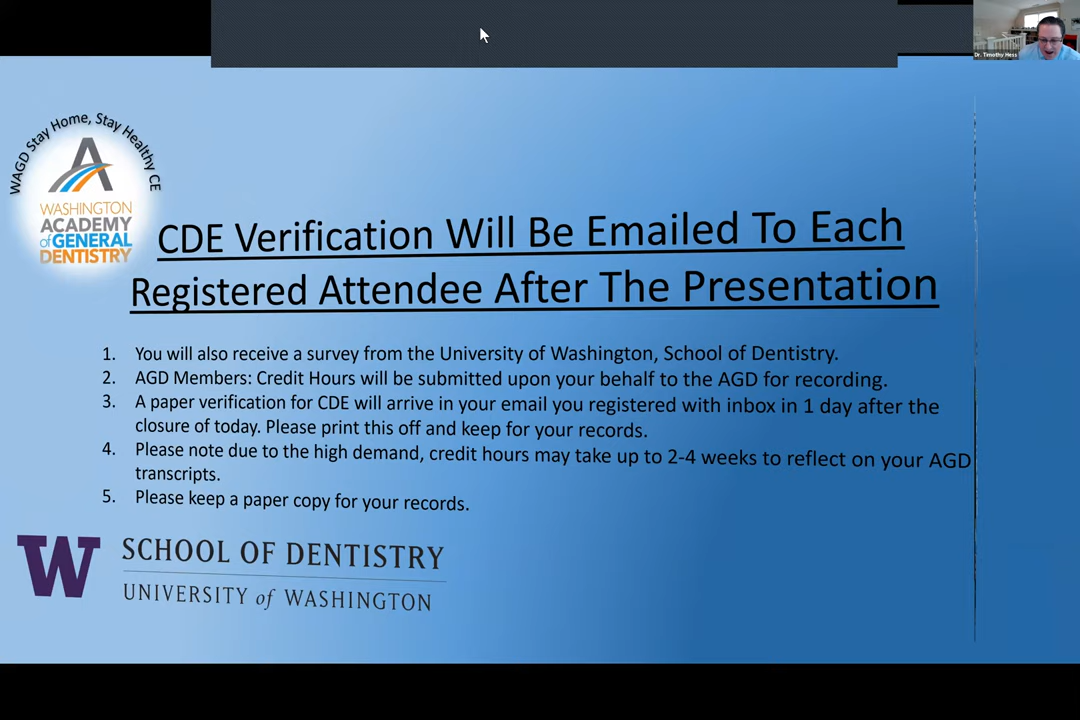 Dr. Timothy Hess
WAGD Stay Home, Stay Healthy CE
WASHINGTON
ACADEMY
of GENERAL
DENTISTRY
CDE Verification Will Be Emailed To Each
Registered Attendee After The Presentation
1. You will also receive a survey from the University of Washington, School of Dentistry.
2. AGD Members: Credit Hours will be submitted upon your behalf to the AGD for recording.
3. A paper verification for CDE will arrive in your email you registered with inbox in 1 day after the
closure of today. Please print this off and keep for your records.
4. Please note due to the high demand, credit hours may take up to 2-4 weeks to reflect on your AGD
transcripts.
5. Please keep a paper copy for your records.
W
SCHOOL OF DENTISTRY
UNIVERSITY of WASHINGTON